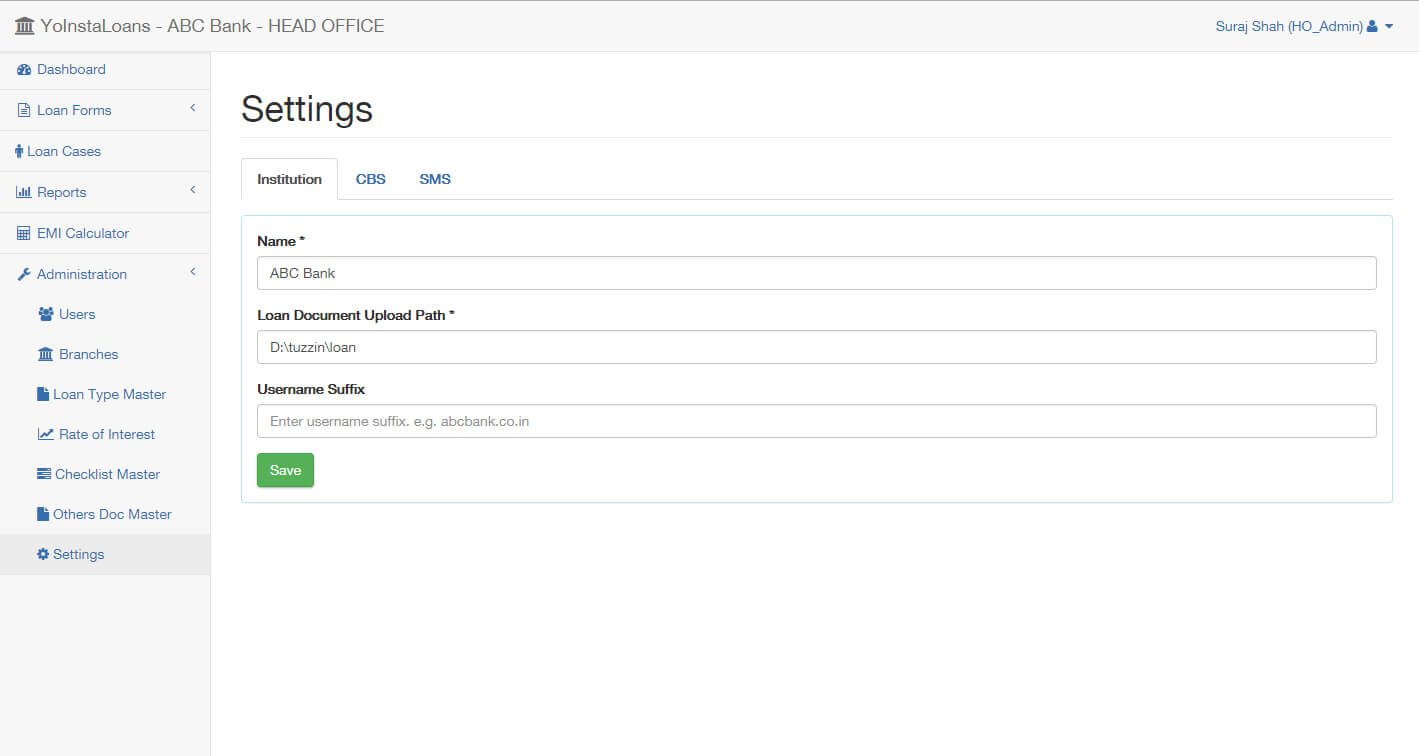 YoInstaLoans - ABC Bank - HEAD OFFICE
Suraj Shah (HO_Admin)
Dashboard
Loan Forms
Loan Cases
Reports
EMI Calculator
Administration
Users
Branches
Loan Type Master
Rate of Interest
Checklist Master
Others Doc Master
Settings
Settings
Institution CBS SMS
Name *
ABC Bank
Loan Document Upload Path *
D:\tuzzin\loan
Username Suffix
Enter username suffix. e.g. abcbank.co.in
Save